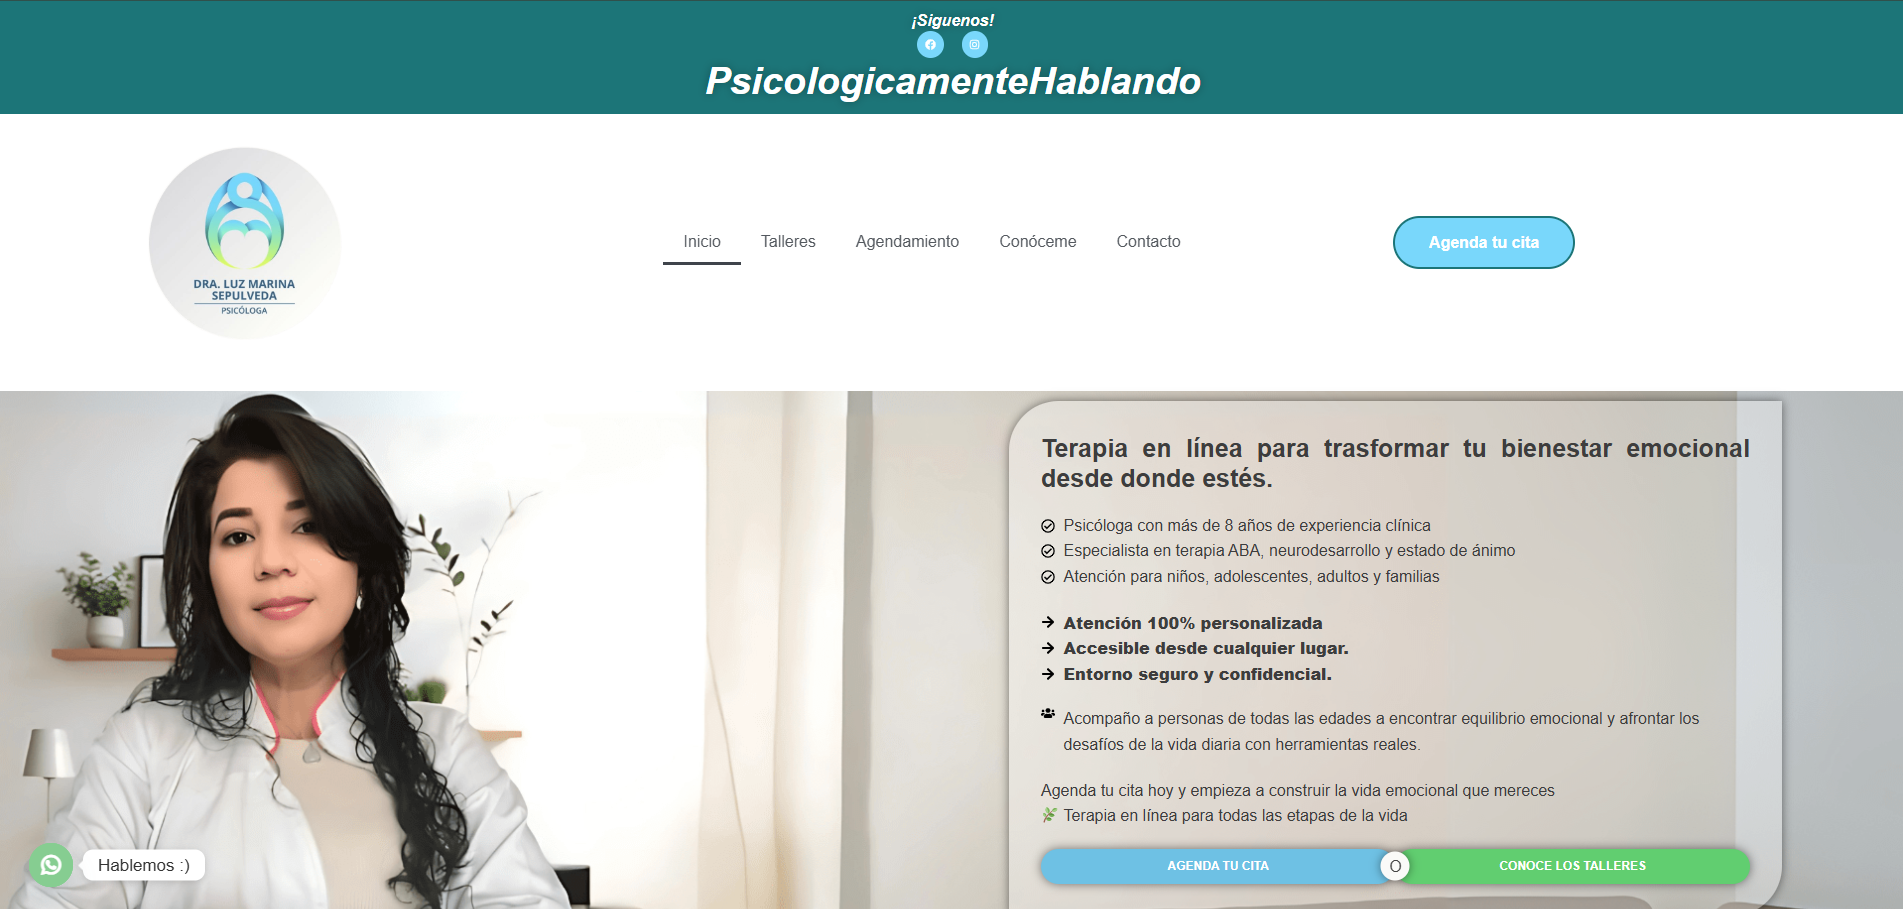 ¡Síguenos!
PsicologicamenteHablando
DRA. LUZ MARINA
SEPULVEDA
PSICÓLOGA
Inicio
Talleres
Agendamiento
Conóceme
Contacto
Agenda tu cita
Terapia en línea para trasformar tu bienestar emocional
desde donde estés.
Psicóloga con más de 8 años de experiencia clínica
Especialista en terapia ABA, neurodesarrollo y estado de ánimo
Atención para niños, adolescentes, adultos y familias
Atención 100% personalizada
Accesible desde cualquier lugar.
Entorno seguro y confidencial.
Acompaño a personas de todas las edades a encontrar equilibrio emocional y afrontar los
desafíos de la vida diaria con herramientas reales.
Agenda tu cita hoy y empieza a construir la vida emocional que mereces
🌿 Terapia en línea para todas las etapas de la vida
AGENDA TU CITA
O
CONOCE LOS TALLERES
Hablemos :)